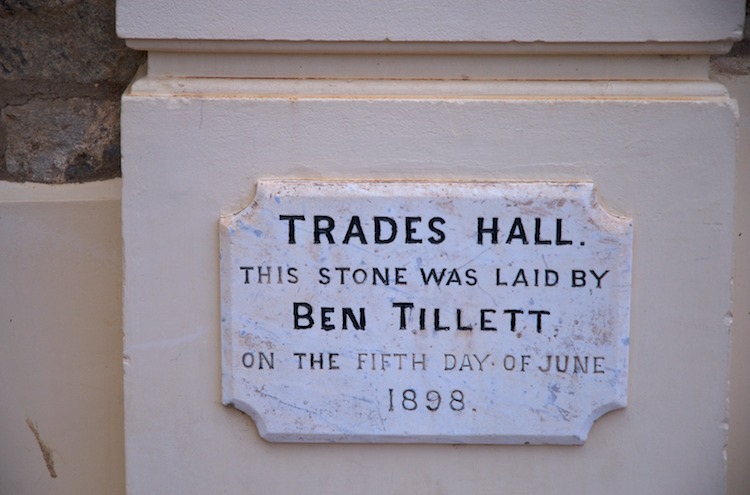 TRADES HALL.
THIS STONE WAS LAID BY
BEN TILLETT,
ON THE FIFTH DAY OF JUNE
1898.